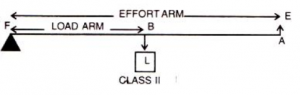 EFFORT ARM
F LOAD ARM B E
A
L
CLASS II